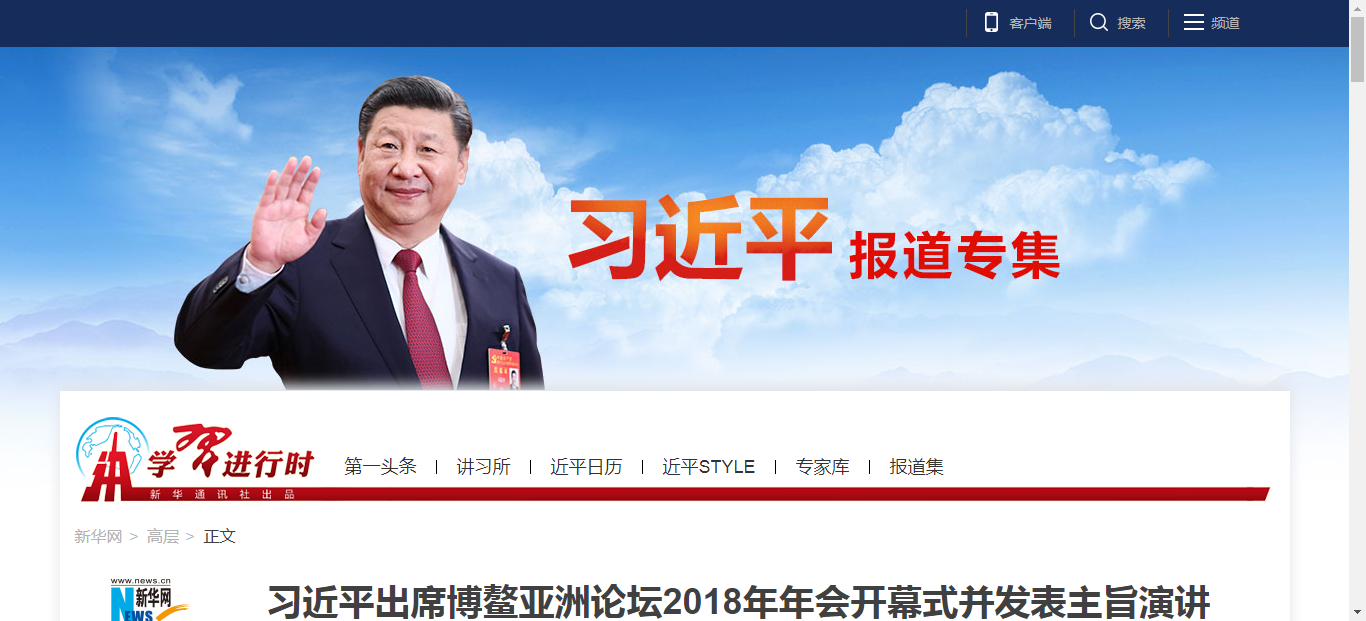 客户端 搜索 频道
习近平 报道专集
学习进行时
新华通讯社出品
第一头条 | 讲习所 | 近平日历 | 近平STYLE | 专家库 | 报道集
新华网 > 高层 > 正文
www.news.cn
新华网
NEWS
习近平出席博鳌亚洲论坛2018年年会开幕式并发表主旨演讲